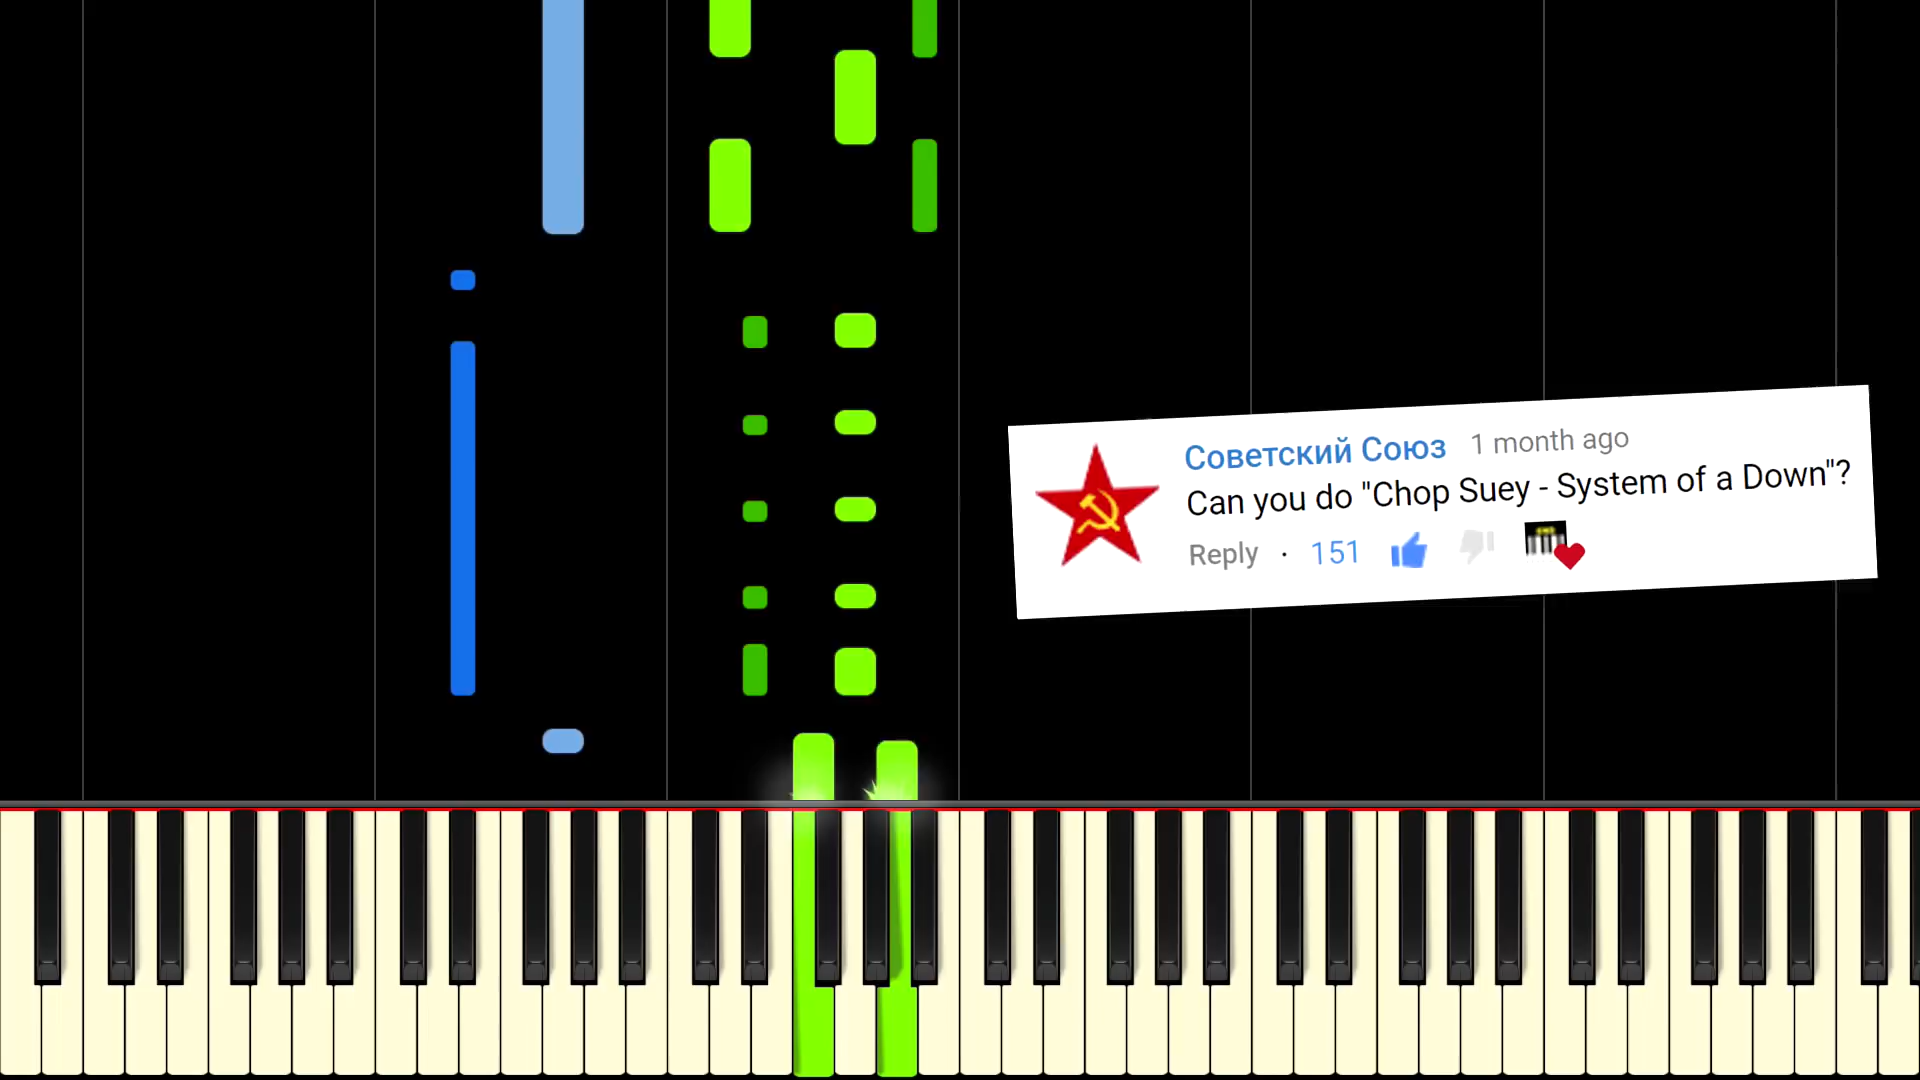 Советский Союз 1 month ago
Can you do "Chop Suey - System of a Down"?
Reply · 151